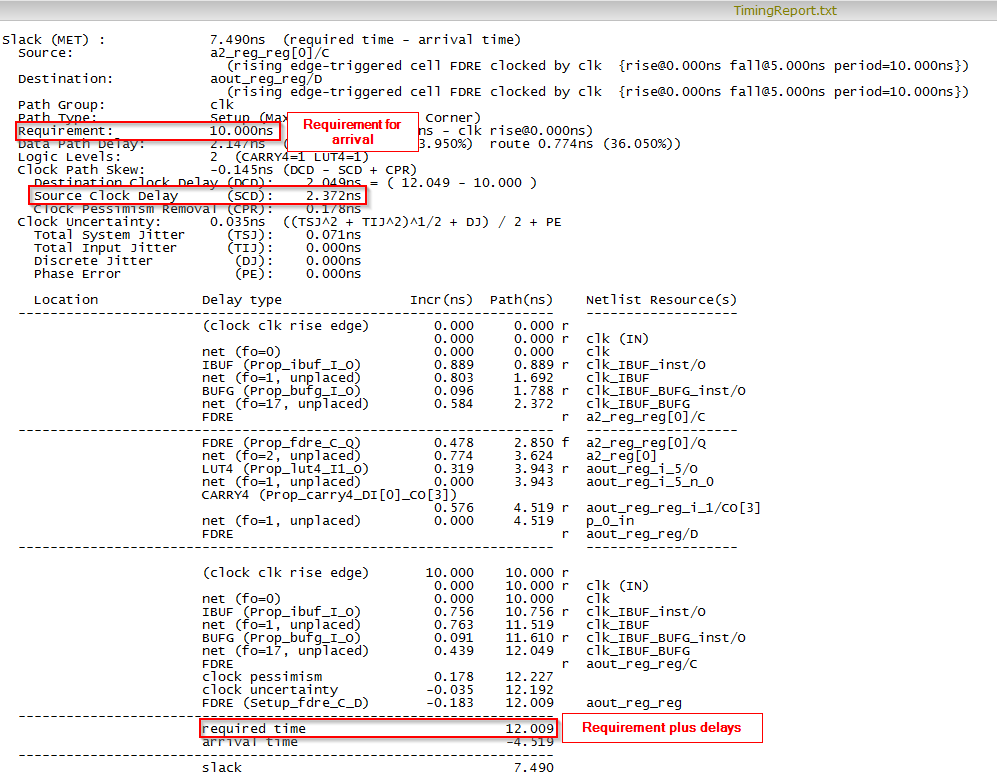 TimingReport.txt
Slack (MET) : 7.490ns (required time - arrival time)
Source: a2_reg_reg[0]/C
(rising edge-triggered cell FDRE clocked by clk {rise@0.000ns fall@5.000ns period=10.000ns})
Destination: aout_reg_reg/D
(rising edge-triggered cell FDRE clocked by clk {rise@0.000ns fall@5.000ns period=10.000ns})
Path Group: clk
Path Type: Setup (Max Corner)
Requirement: 10.000ns ns - clk rise@0.000ns)
Requirement for
arrival
Data Path Delay: 2.147ns 3.950%) route 0.774ns (36.050%))
Logic Levels: 2 (CARRY4=1 LUT4=1)
Clock Path Skew: -0.145ns (DCD - SCD + CPR)
Destination Clock Delay (DCD): 2.049ns = ( 12.049 - 10.000 )
Source Clock Delay (SCD): 2.372ns
Clock Pessimism Removal (CPR): 0.178ns
Clock Uncertainty: 0.035ns ((TSJ^2 + TIJ^2)^1/2 + DJ) / 2 + PE
Total System Jitter (TSJ): 0.071ns
Total Input Jitter (TIJ): 0.000ns
Discrete Jitter (DJ): 0.000ns
Phase Error (PE): 0.000ns
Location Delay type Incr(ns) Path(ns) Netlist Resource(s)
(clock clk rise edge) 0.000 0.000 r
0.000 0.000 r clk (IN)
net (fo=0) 0.000 0.000 clk
IBUF (Prop_ibuf_I_O) 0.889 0.889 r clk_IBUF_inst/O
net (fo=1, unplaced) 0.803 1.692 clk_IBUF
BUFG (Prop_bufg_I_O) 0.096 1.788 r clk_IBUF_BUFG_inst/O
net (fo=17, unplaced) 0.584 2.372 clk_IBUF_BUFG
FDRE r a2_reg_reg[0]/C
FDRE (Prop_fdre_C_Q) 0.478 2.850 f a2_reg_reg[0]/Q
net (fo=2, unplaced) 0.774 3.624 a2_reg[0]
LUT4 (Prop_lut4_I1_O) 0.319 3.943 r aout_reg_i_5/O
net (fo=1, unplaced) 0.000 3.943 aout_reg_i_5_n_0
CARRY4 (Prop_carry4_DI[0]_CO[3])
0.576 4.519 r aout_reg_reg_i_1/CO[3]
net (fo=1, unplaced) 0.000 4.519 p_0_in
FDRE r aout_reg_reg/D
(clock clk rise edge) 10.000 10.000 r
0.000 10.000 r clk (IN)
net (fo=0) 0.000 10.000 clk
IBUF (Prop_ibuf_I_O) 0.756 10.756 r clk_IBUF_inst/O
net (fo=1, unplaced) 0.763 11.519 clk_IBUF
BUFG (Prop_bufg_I_O) 0.091 11.610 r clk_IBUF_BUFG_inst/O
net (fo=17, unplaced) 0.439 12.049 clk_IBUF_BUFG
FDRE r aout_reg_reg/C
clock pessimism 0.178 12.227
clock uncertainty -0.035 12.192
FDRE (Setup_fdre_C_D) -0.183 12.009 aout_reg_reg
required time 12.009
Requirement plus delays
arrival time -4.519
slack 7.490